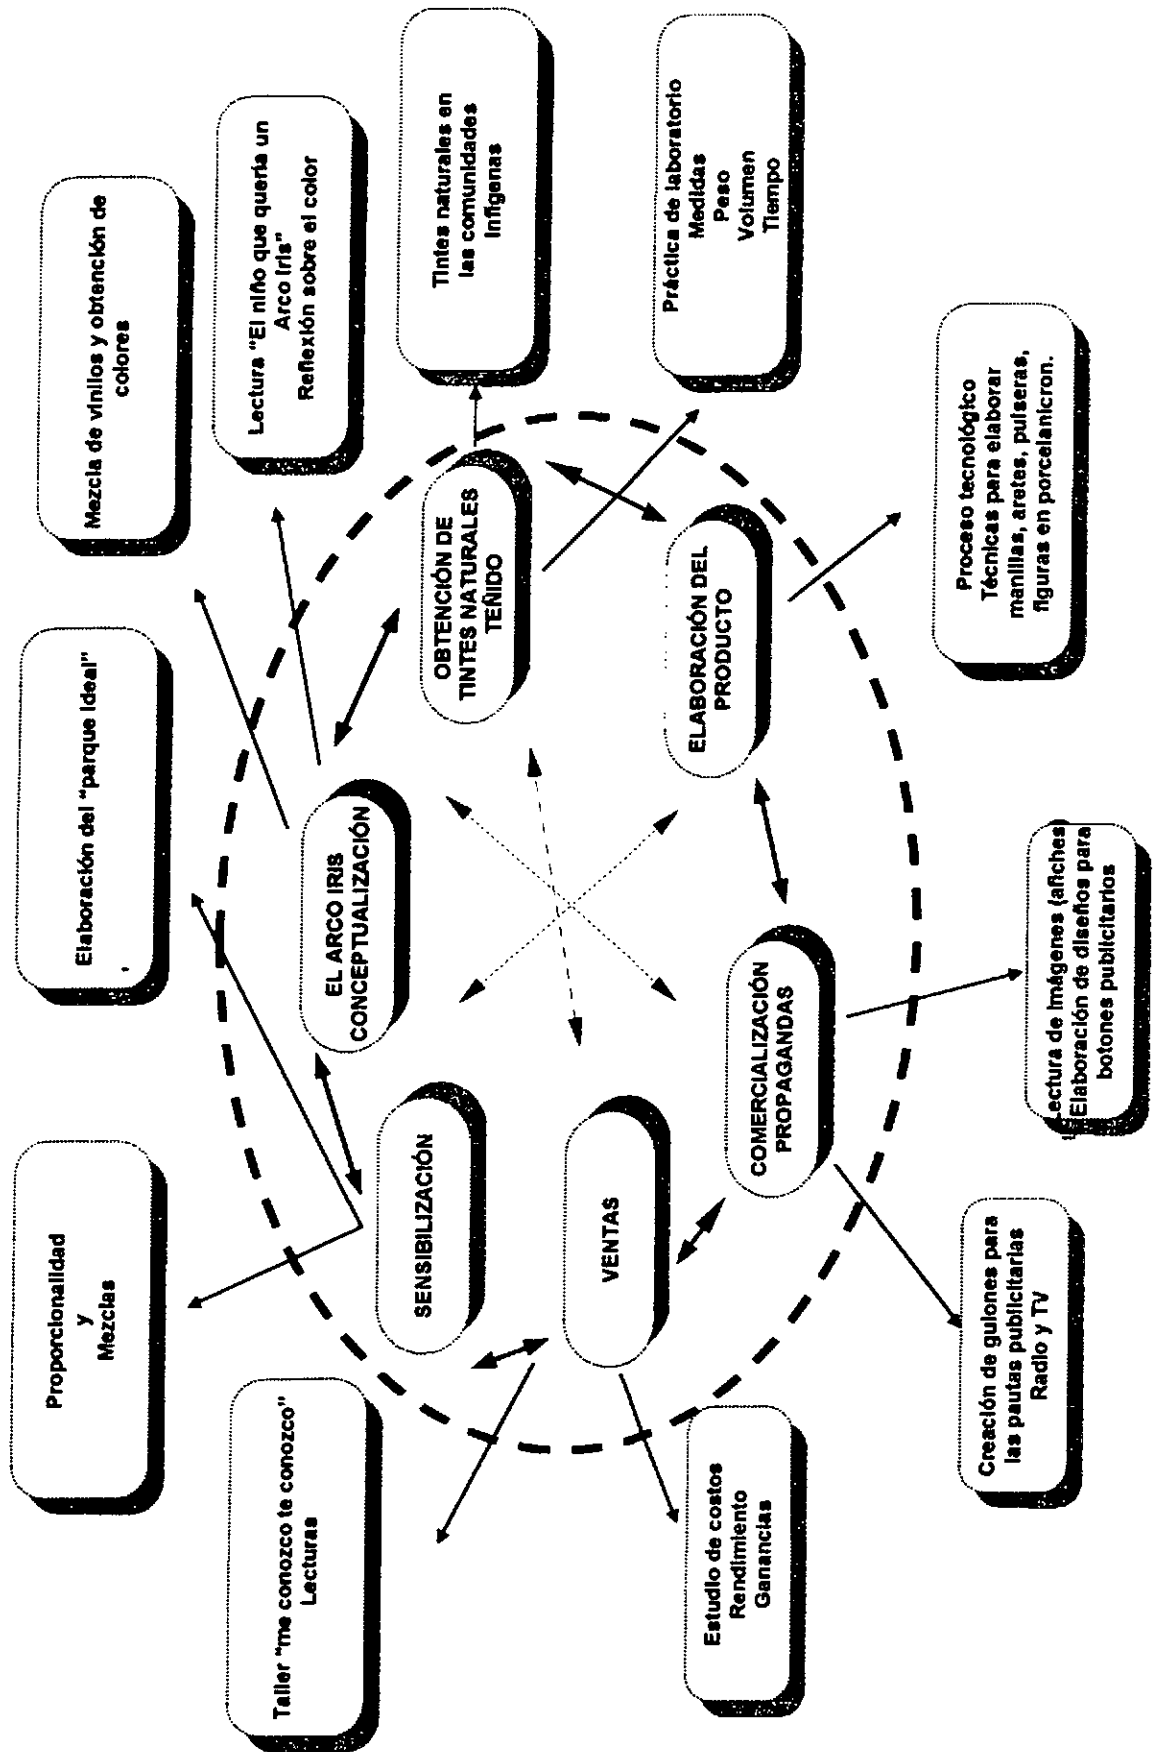 Proporcionalidad
y
Mezclas
Elaboración del "parque ideal"
Mezcla de vinilos y obtención de
colores
Taller "me conozco te conozco"
Lecturas
Lectura "El niño que quería un
Arco Iris"
Reflexión sobre el color
EL ARCO IRIS
CONCEPTUALIZACIÓN
SENSIBILIZACIÓN
OBTENCIÓN DE
TINTES NATURALES
TEÑIDO
Tintes naturales en
las comunidades
Infígenas
VENTAS
ELABORACIÓN DEL
PRODUCTO
Práctica de laboratorio
Medidas
Peso
Volumen
Tiempo
COMERCIALIZACIÓN
PROPAGANDAS
Estudio de costos
Rendimiento
Ganancias
Proceso tecnológico
Técnicas para elaborar
manillas, aretes, pulseras,
figuras en porcelanicron.
Creación de guiones para
las pautas publicitarias
Radio y TV
Lectura de Imágenes (afiches)
Elaboración de diseños para
botones publicitarios